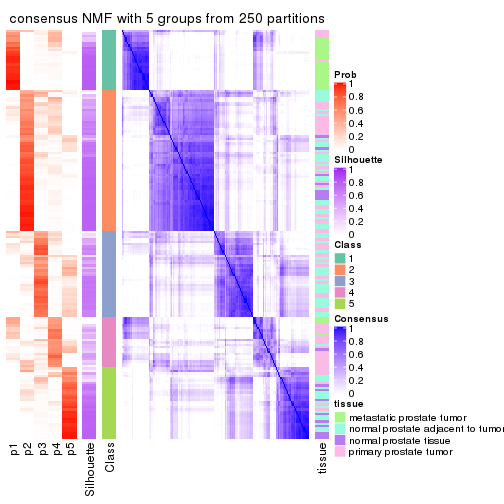 consensus NMF with 5 groups from 250 partitions
Prob
1
0.8
0.6
0.4
0.2
0
Silhouette
1
0.8
0.6
0.4
0.2
0
Class
1
2
3
4
5
Consensus
1
0.8
0.6
0.4
0.2
0
tissue
metastatic prostate tumor
normal prostate adjacent to tumor
normal prostate tissue
primary prostate tumor
p1
p2
p3
p4
p5
Silhouette
Class
tissue